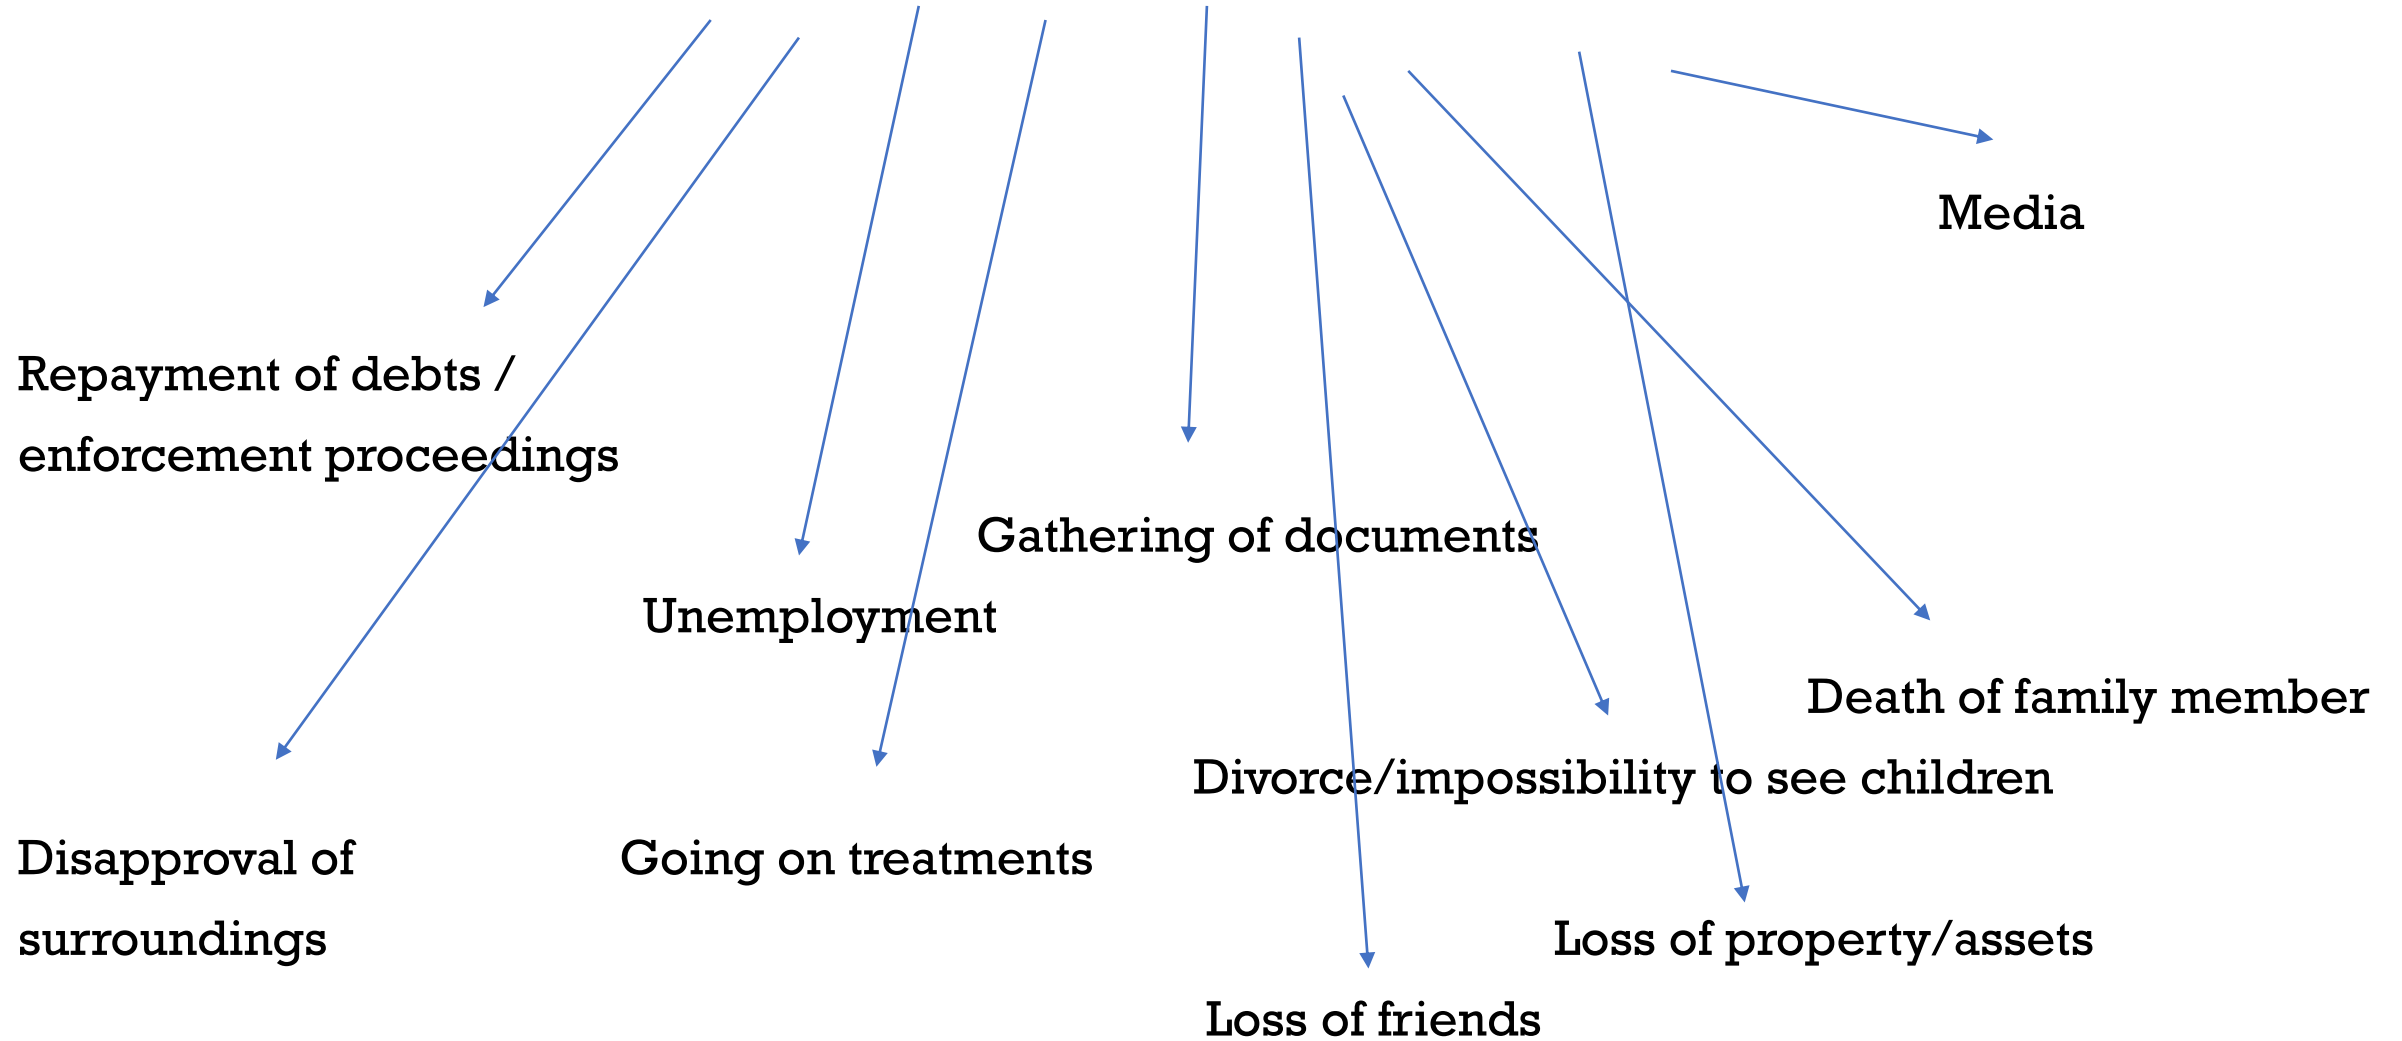 Media
Repayment of debts /
enforcement proceedings
Gathering of documents
Unemployment
Death of family member
Divorce/impossibility to see children
Disapproval of
surroundings
Going on treatments
Loss of property/assets
Loss of friends